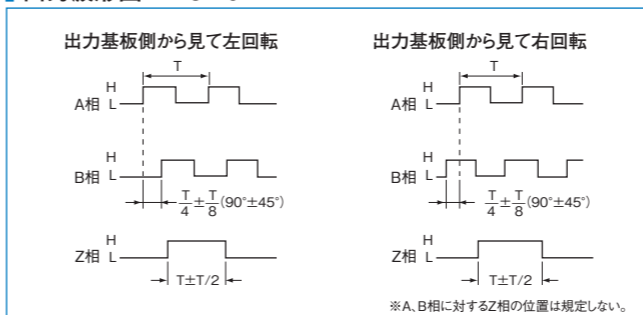 出力基板側から見て左回転
T
H
A相 L
H
B相 L
T/4±T/8(90°±45°)
H
Z相 L
T±T/2
出力基板側から見て右回転
T
H
A相 L
H
B相 L
T/4±T/8(90°±45°)
H
Z相 L
T±T/2
※A、B相に対するZ相の位置は規定しない。